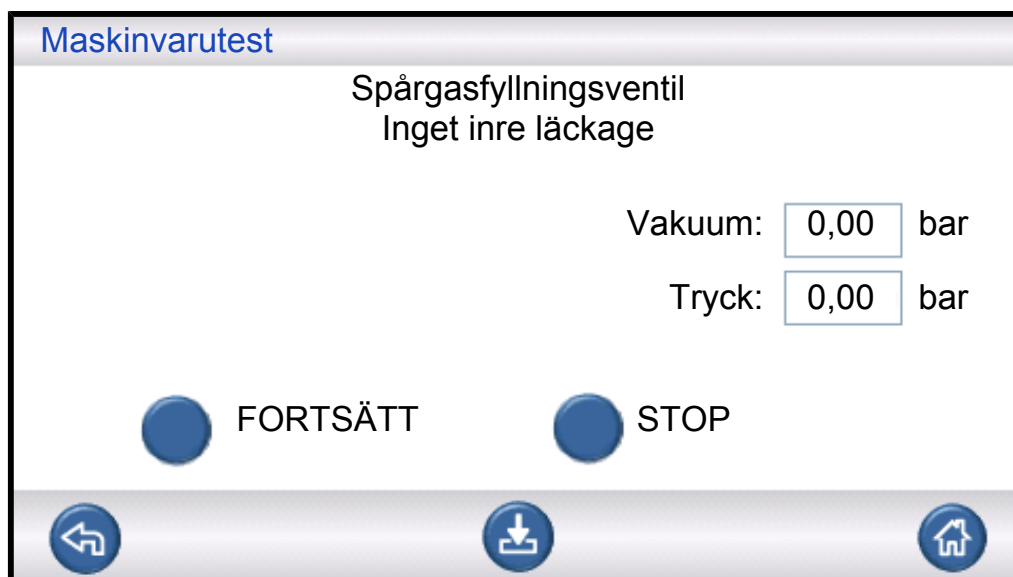 Maskinvarutest
Spårgasfyllningsventil
Inget inre läckage
Vakuum: 0,00 bar
Tryck: 0,00 bar
FORTSÄTT STOP